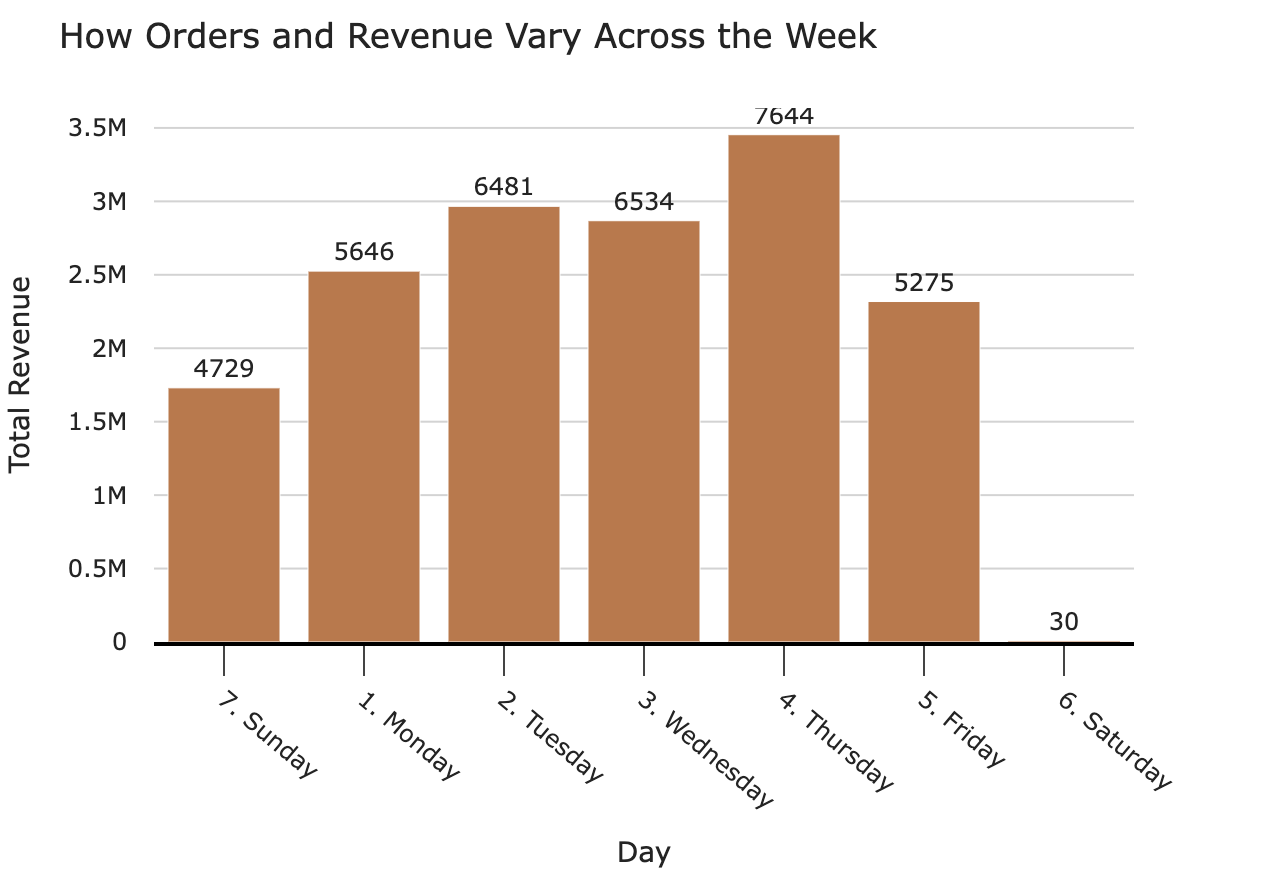 How Orders and Revenue Vary Across the Week
Total Revenue
3.5M
3M
2.5M
2M
1.5M
1M
0.5M
0
4729
5646
6481
6534
7644
5275
30
7. Sunday
1. Monday
2. Tuesday
3. Wednesday
4. Thursday
5. Friday
6. Saturday
Day